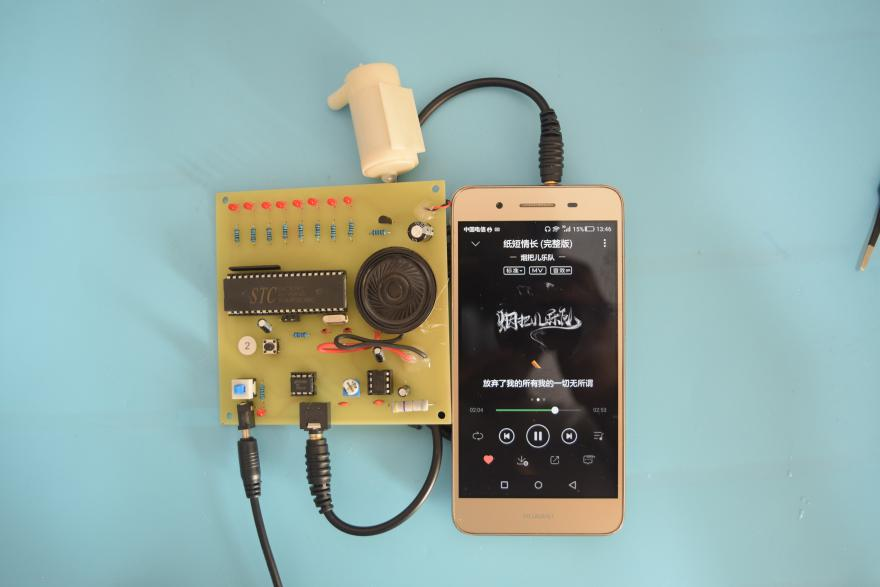 中国电信
15% 13:46
纸短情长 (完整版)
— 烟把儿乐队 —
标准 MV 音效
烟把儿乐队
放弃了我的所有我的一切无所谓
02:04
02:53
HUAWEI
STC
2